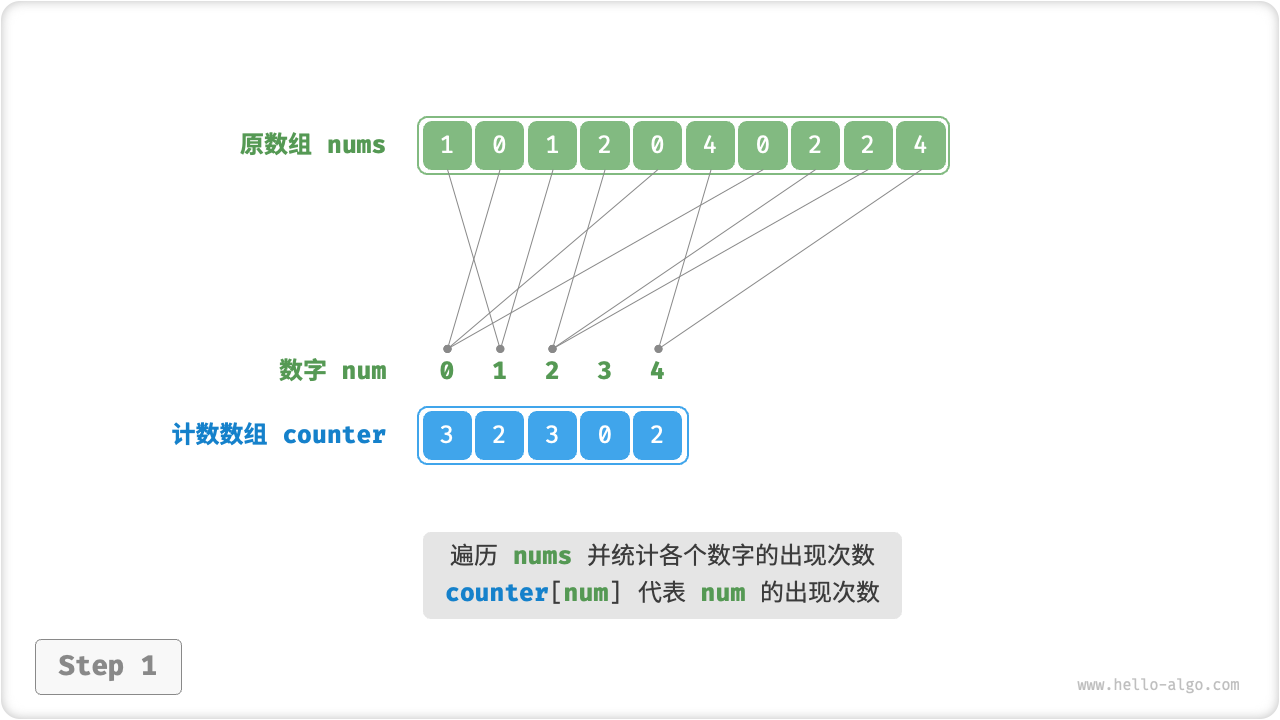 原数组 nums 1 0 1 2 0 4 0 2 2 4
数字 num 0 1 2 3 4
计数数组 counter 3 2 3 0 2
遍历 nums 并统计各个数字的出现次数
counter[num] 代表 num 的出现次数
Step 1
www.hello-algo.com